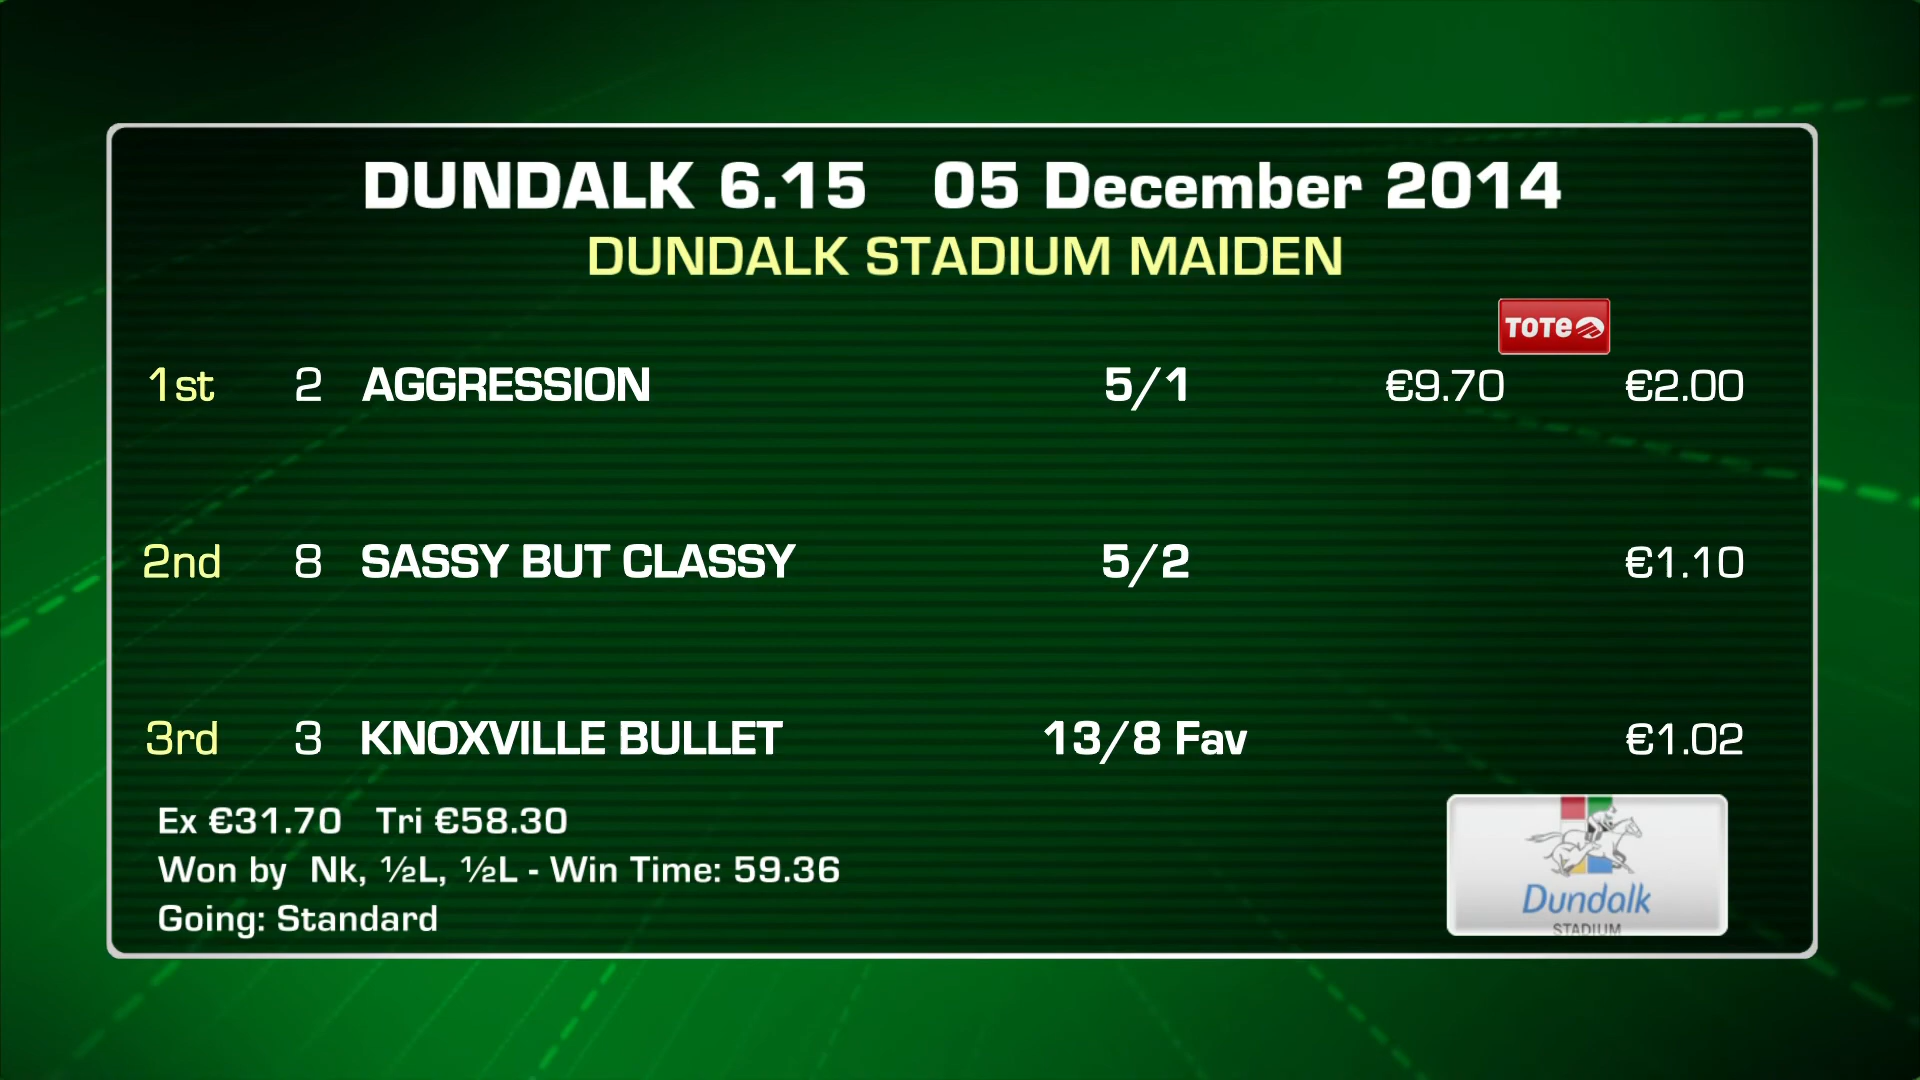 DUNDALK 6.15 05 December 2014
DUNDALK STADIUM MAIDEN
TOTE
1st 2 AGGRESSION 5/1 €9.70 €2.00
2nd 8 SASSY BUT CLASSY 5/2 €1.10
3rd 3 KNOXVILLE BULLET 13/8 Fav €1.02
Ex €31.70 Tri €58.30
Won by Nk, ½L, ½L - Win Time: 59.36
Going: Standard
Dundalk
STADIUM